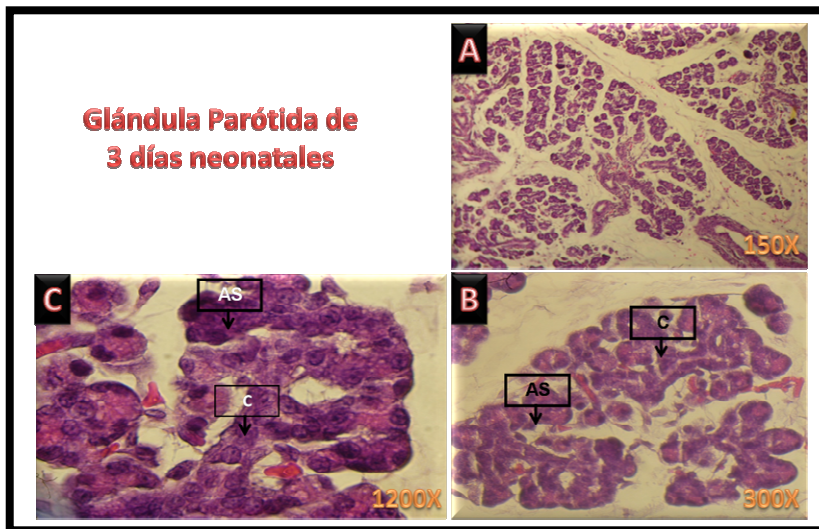 Glándula Parótida de
3 días neonatales
A
150X
C
AS
C
1200X
B
C
AS
300X